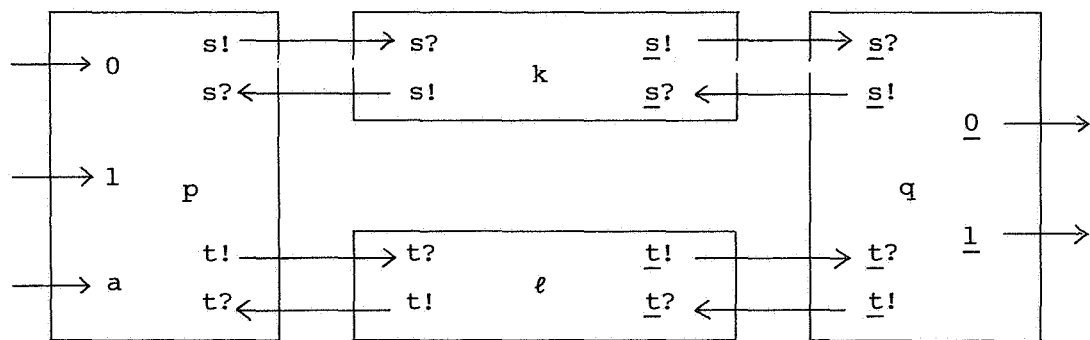 s! s? s! s?
0 k
s? s! s? s!
0
1 p q
1
t! t? t! t?
a ℓ
t? t! t? t!